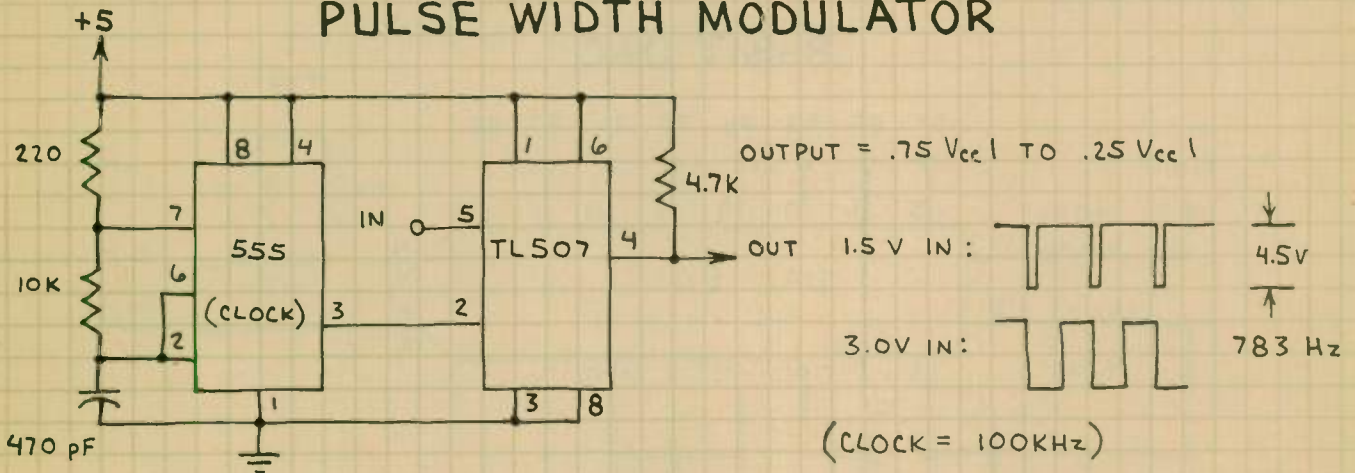 PULSE WIDTH MODULATOR
+5
220
10K
470 pF
8 4
7
6
2
555
(CLOCK)
3
1
IN
5
2
1 6
TL507
4
3 8
4.7K
OUTPUT = .75 Vcc1 TO .25 Vcc1
OUT
1.5 V IN:
4.5V
3.0V IN:
783 Hz
(CLOCK = 100KHz)